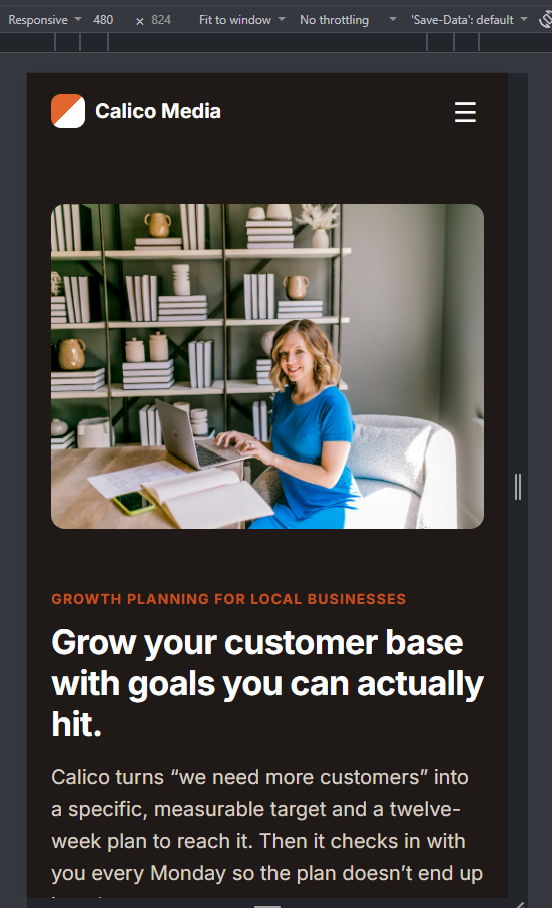 Responsive 480 × 824 Fit to window No throttling 'Save-Data': default
Calico Media
GROWTH PLANNING FOR LOCAL BUSINESSES
Grow your customer base
with goals you can actually
hit.
Calico turns “we need more customers” into
a specific, measurable target and a twelve-
week plan to reach it. Then it checks in with
you every Monday so the plan doesn’t end up